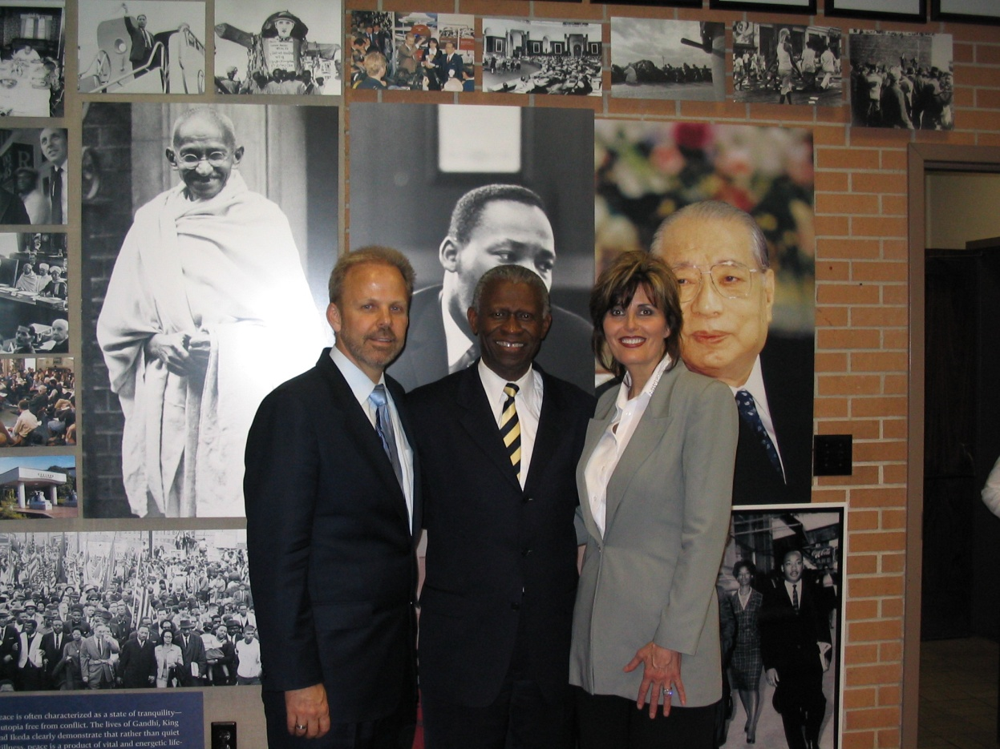 eace is often characterized as a state of tranquility—
utopia free from conflict. The lives of Gandhi, King
nd Ikeda clearly demonstrate that rather than quiet
illness, peace is a product of vital and energetic life-